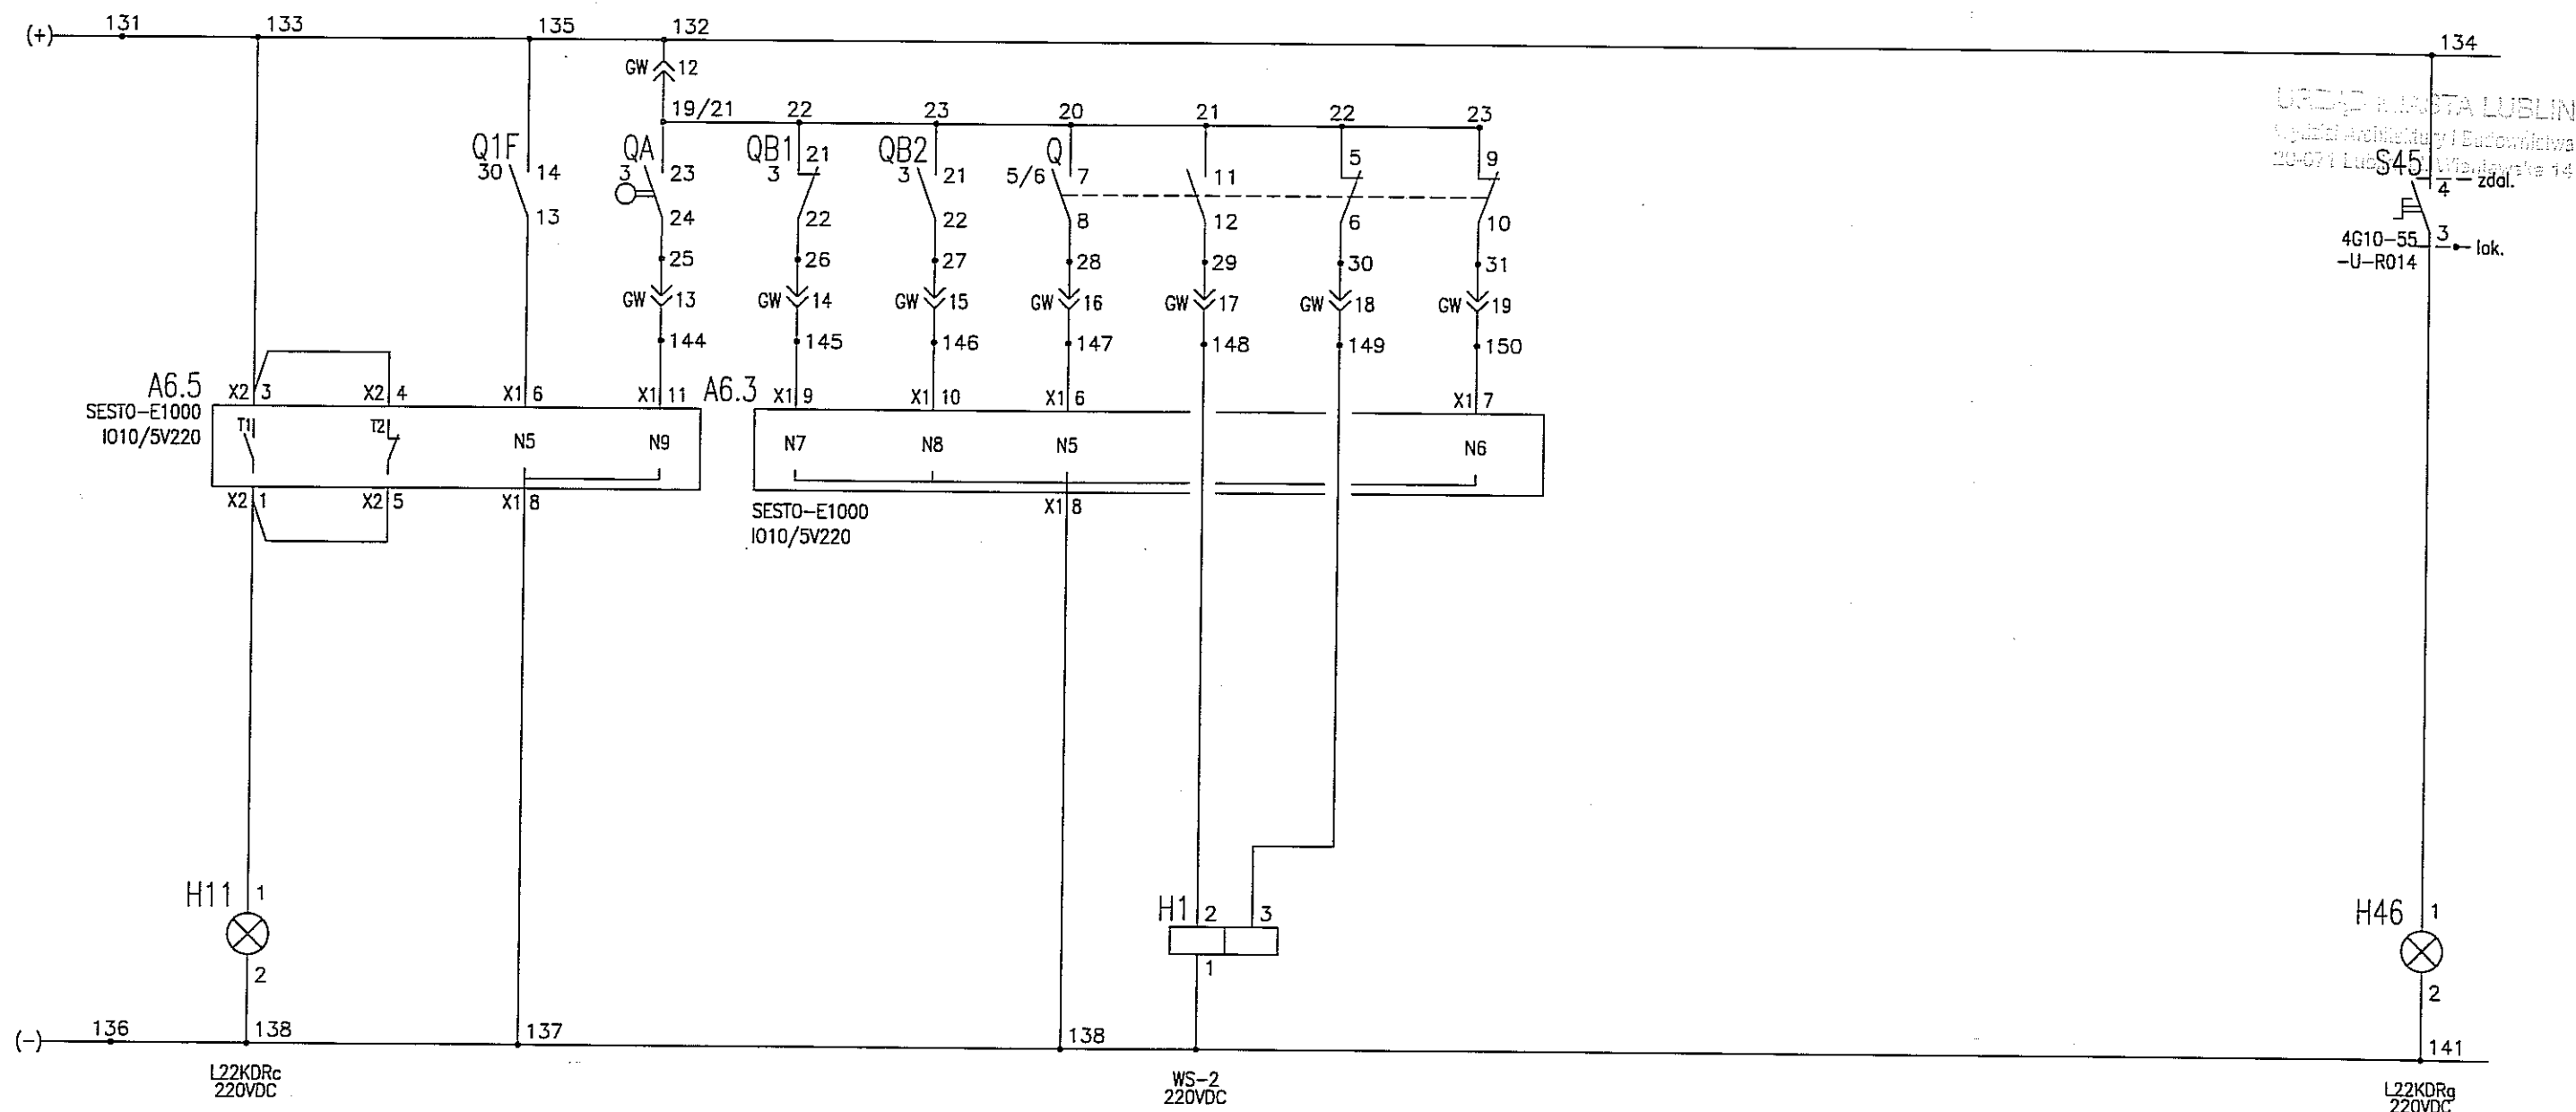 (+) 131 133 135 132 134
GW 12
19/21 22 23 20 21 22 23
URZĄD MIASTA LUBLIN
Q1F 30 14 13
QA 3 23 24
QB1 3 21 22
QB2 3 21 22
Q 5/6 7 8
11 12
5 6
9 10
S45 4 zdal.
3 lok.
4G10-55
-U-R014
25 26 27 28 29 30 31
GW 13 GW 14 GW 15 GW 16 GW 17 GW 18 GW 19
144 145 146 147 148 149 150
A6.5
SESTO-E1000
IO10/5V220
X2 3 X2 4 X1 6 X1 11
T1 T2 N5 N9
X2 1 X2 5 X1 8
A6.3
X1 9 X1 10 X1 6 X1 7
N7 N8 N5 N6
X1 8
SESTO-E1000
IO10/5V220
H11 1 2
H1 2 3 1
H46 1 2
(-) 136 138 137 138 141
L22KDRc
220VDC
WS-2
220VDC
L22KDRg
220VDC